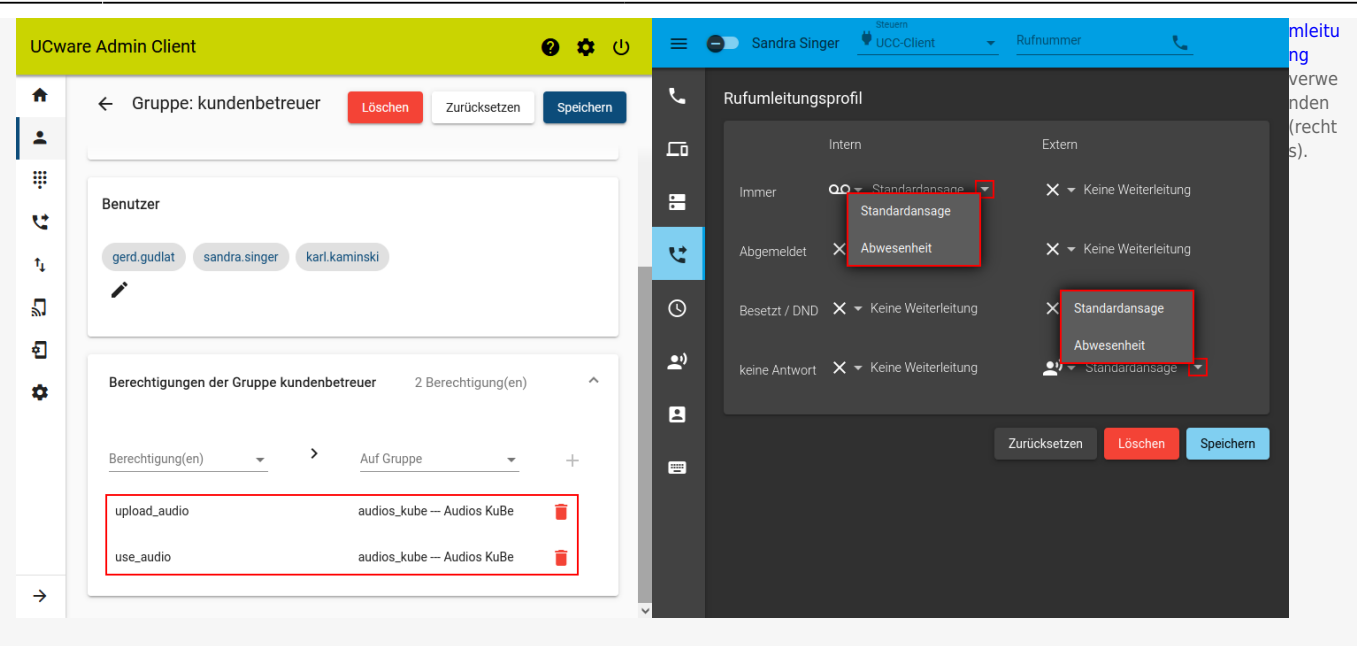 UCware Admin Client
Gruppe: kundenbetreuer
Löschen
Zurücksetzen
Speichern
Benutzer
gerd.gudlat
sandra.singer
karl.kaminski
Berechtigungen der Gruppe kundenbetreuer
2 Berechtigung(en)
Berechtigung(en)
Auf Gruppe
upload_audio
audios_kube --- Audios KuBe
use_audio
audios_kube --- Audios KuBe
Sandra Singer
Steuern
UCC-Client
Rufnummer
Rufumleitungsprofil
Intern
Extern
Immer
Standardansage
Keine Weiterleitung
Standardansage
Abwesenheit
Abgemeldet
Keine Weiterleitung
Besetzt / DND
Keine Weiterleitung
Standardansage
Abwesenheit
keine Antwort
Keine Weiterleitung
Standardansage
Zurücksetzen
Löschen
Speichern
mleitu
ng
verwe
nden
(recht
s).